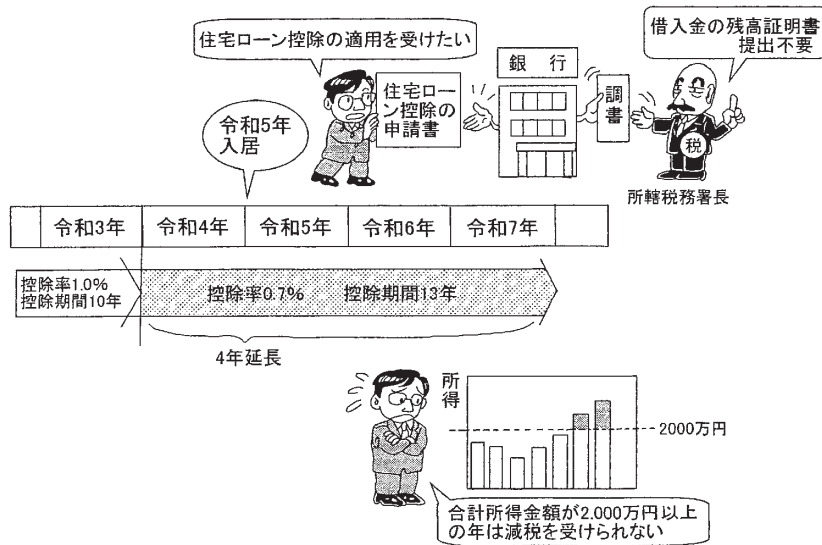 住宅ローン控除の適用を受けたい
借入金の残高証明書
提出不要
銀 行
住宅ロー
ン控除の
申請書
調書
税
令和5年
入居
所轄税務署長
令和3年
令和4年
令和5年
令和6年
令和7年
控除率1.0%
控除期間10年
控除率0.7% 控除期間13年
4年延長
所得
2000万円
合計所得金額が2.000万円以上
の年は減税を受けられない